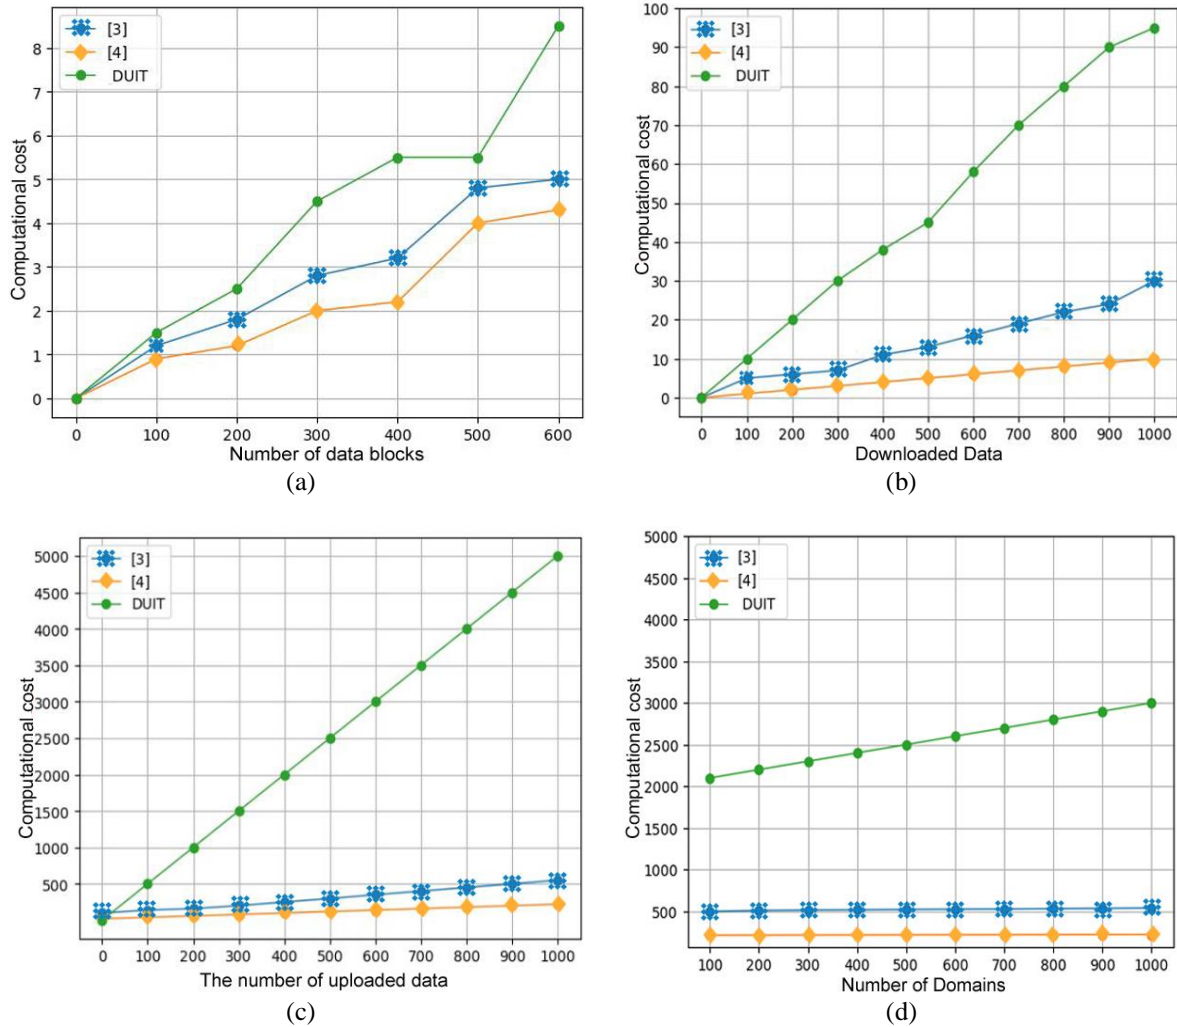 [3]
[4]
DUIT
8
7
6
5
4
3
2
1
0
Computational cost
0 100 200 300 400 500 600
Number of data blocks
(a)
[3]
[4]
DUIT
100
90
80
70
60
50
40
30
20
10
0
Computational cost
0 100 200 300 400 500 600 700 800 900 1000
Downloaded Data
(b)
[3]
[4]
DUIT
5000
4500
4000
3500
3000
2500
2000
1500
1000
500
Computational cost
0 100 200 300 400 500 600 700 800 900 1000
The number of uploaded data
(c)
[3]
[4]
DUIT
5000
4500
4000
3500
3000
2500
2000
1500
1000
500
Computational cost
100 200 300 400 500 600 700 800 900 1000
Number of Domains
(d)